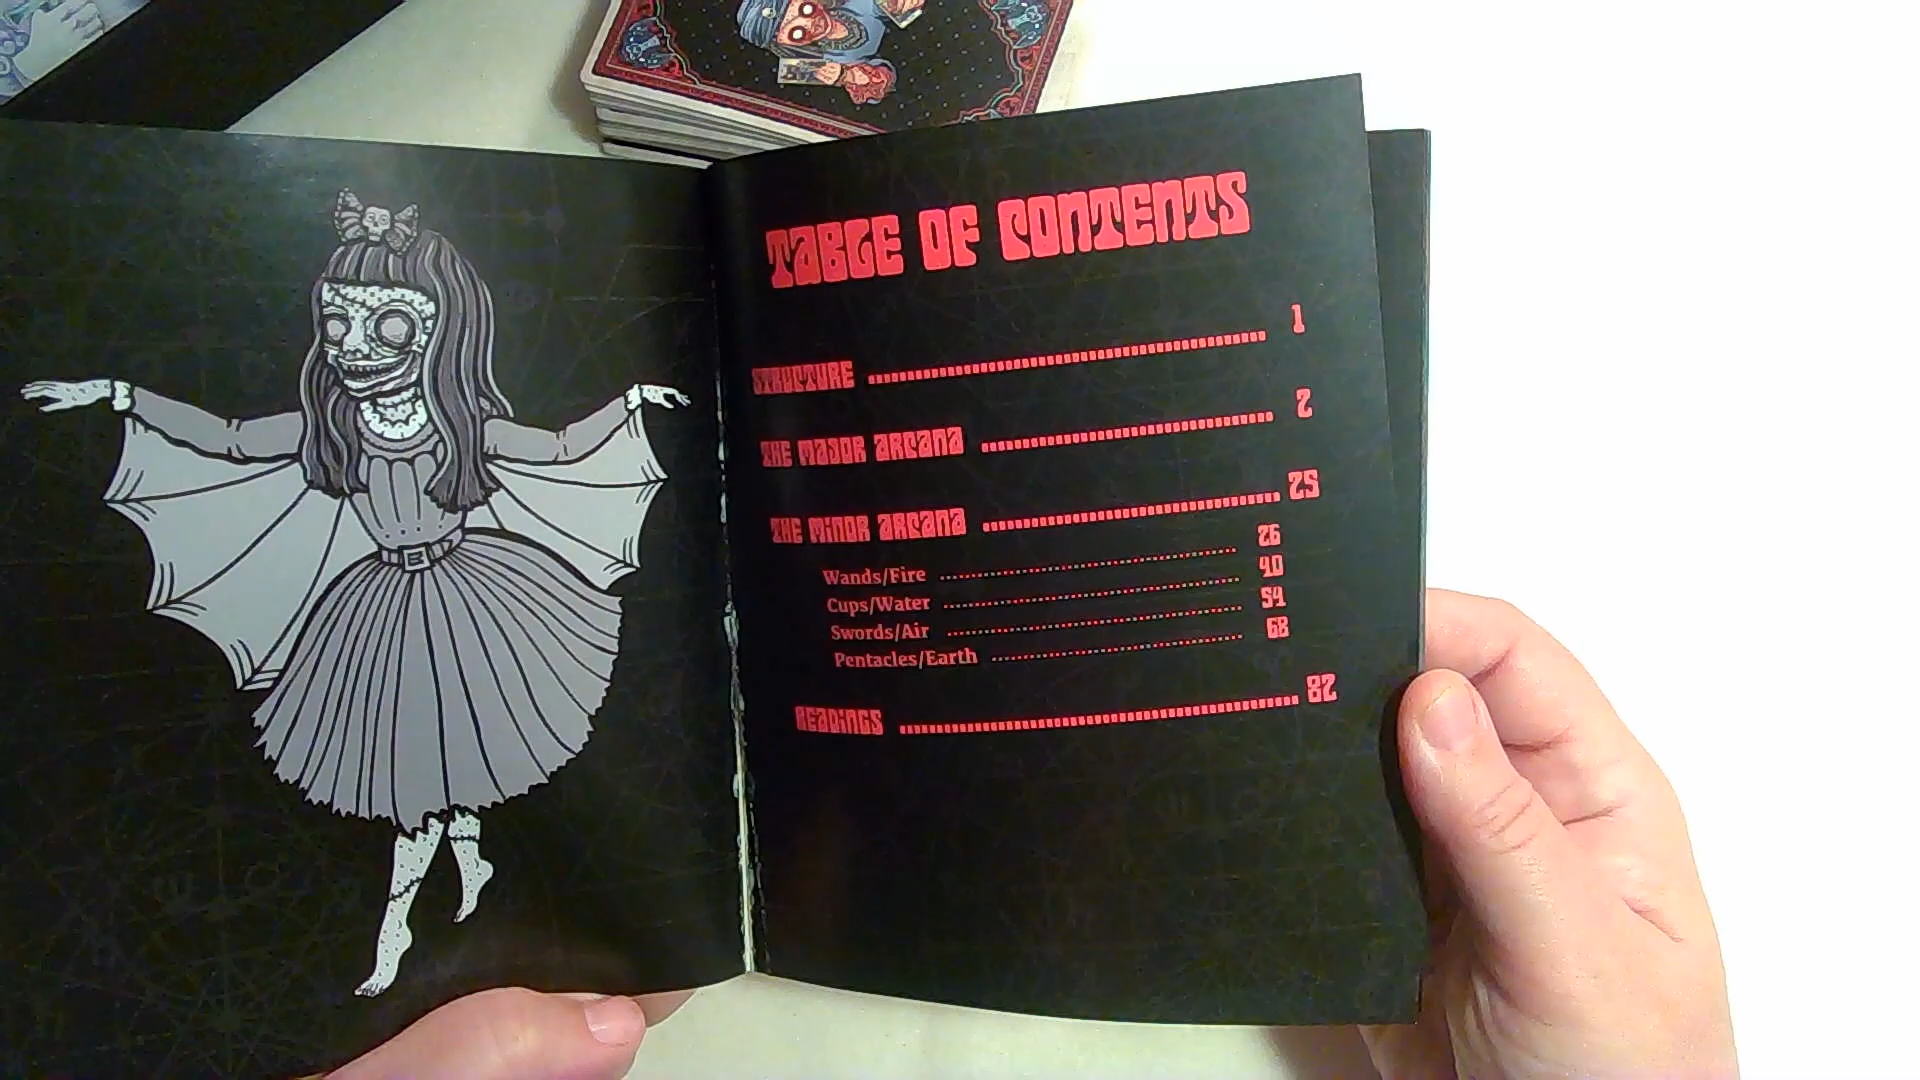 TABLE OF CONTENTS
STRUCTURE 1
THE MAJOR ARCANA 2
THE MINOR ARCANA 25
Wands/Fire 26
Cups/Water 40
Swords/Air 54
Pentacles/Earth 68
READINGS 82